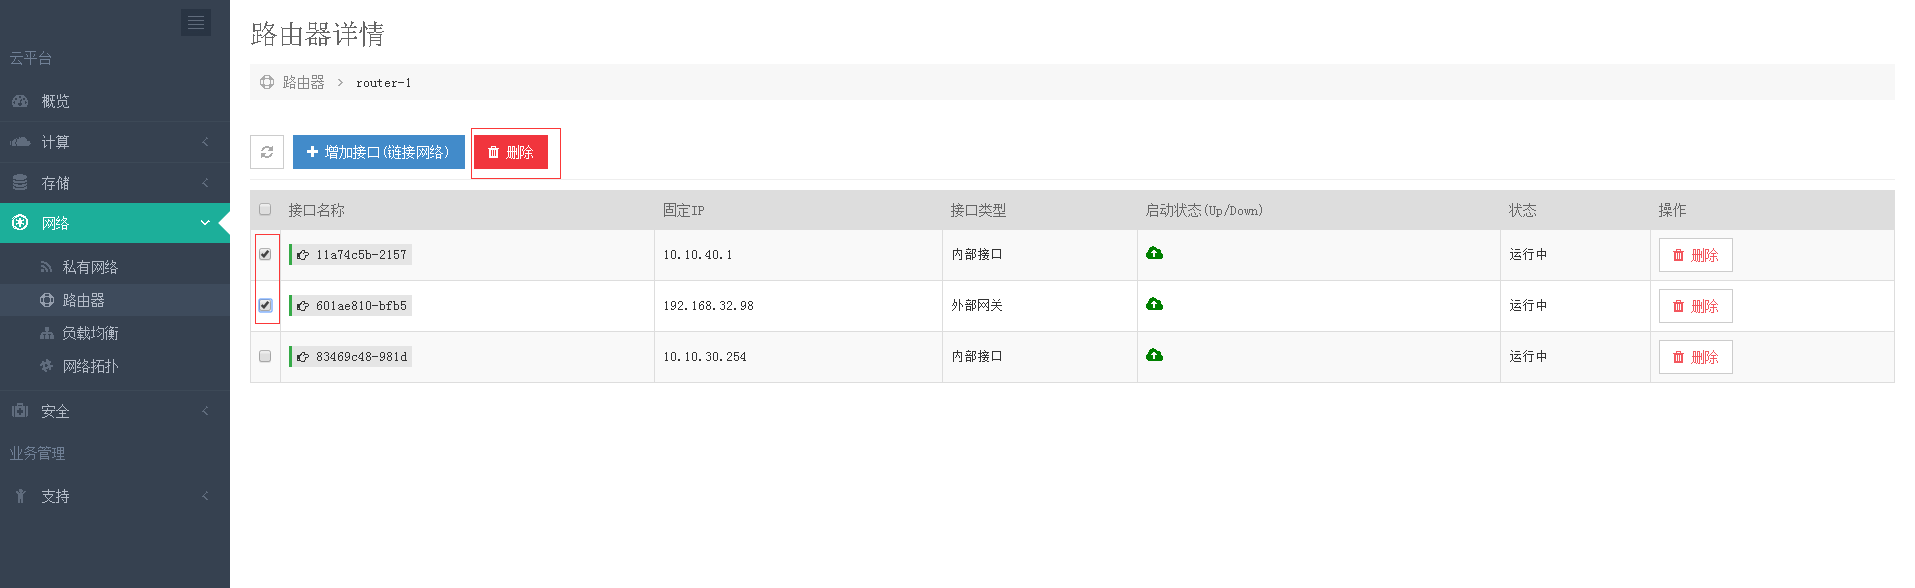 云平台
概览
计算
存储
网络
私有网络
路由器
负载均衡
网络拓扑
安全
业务管理
支持
路由器详情
路由器 > router-1
增加接口(链接网络) 删除
接口名称 固定IP 接口类型 启动状态(Up/Down) 状态 操作
11a74c5b-2157 10.10.40.1 内部接口 运行中 删除
601ae810-bfb5 192.168.32.98 外部网关 运行中 删除
83469c48-981d 10.10.30.254 内部接口 运行中 删除